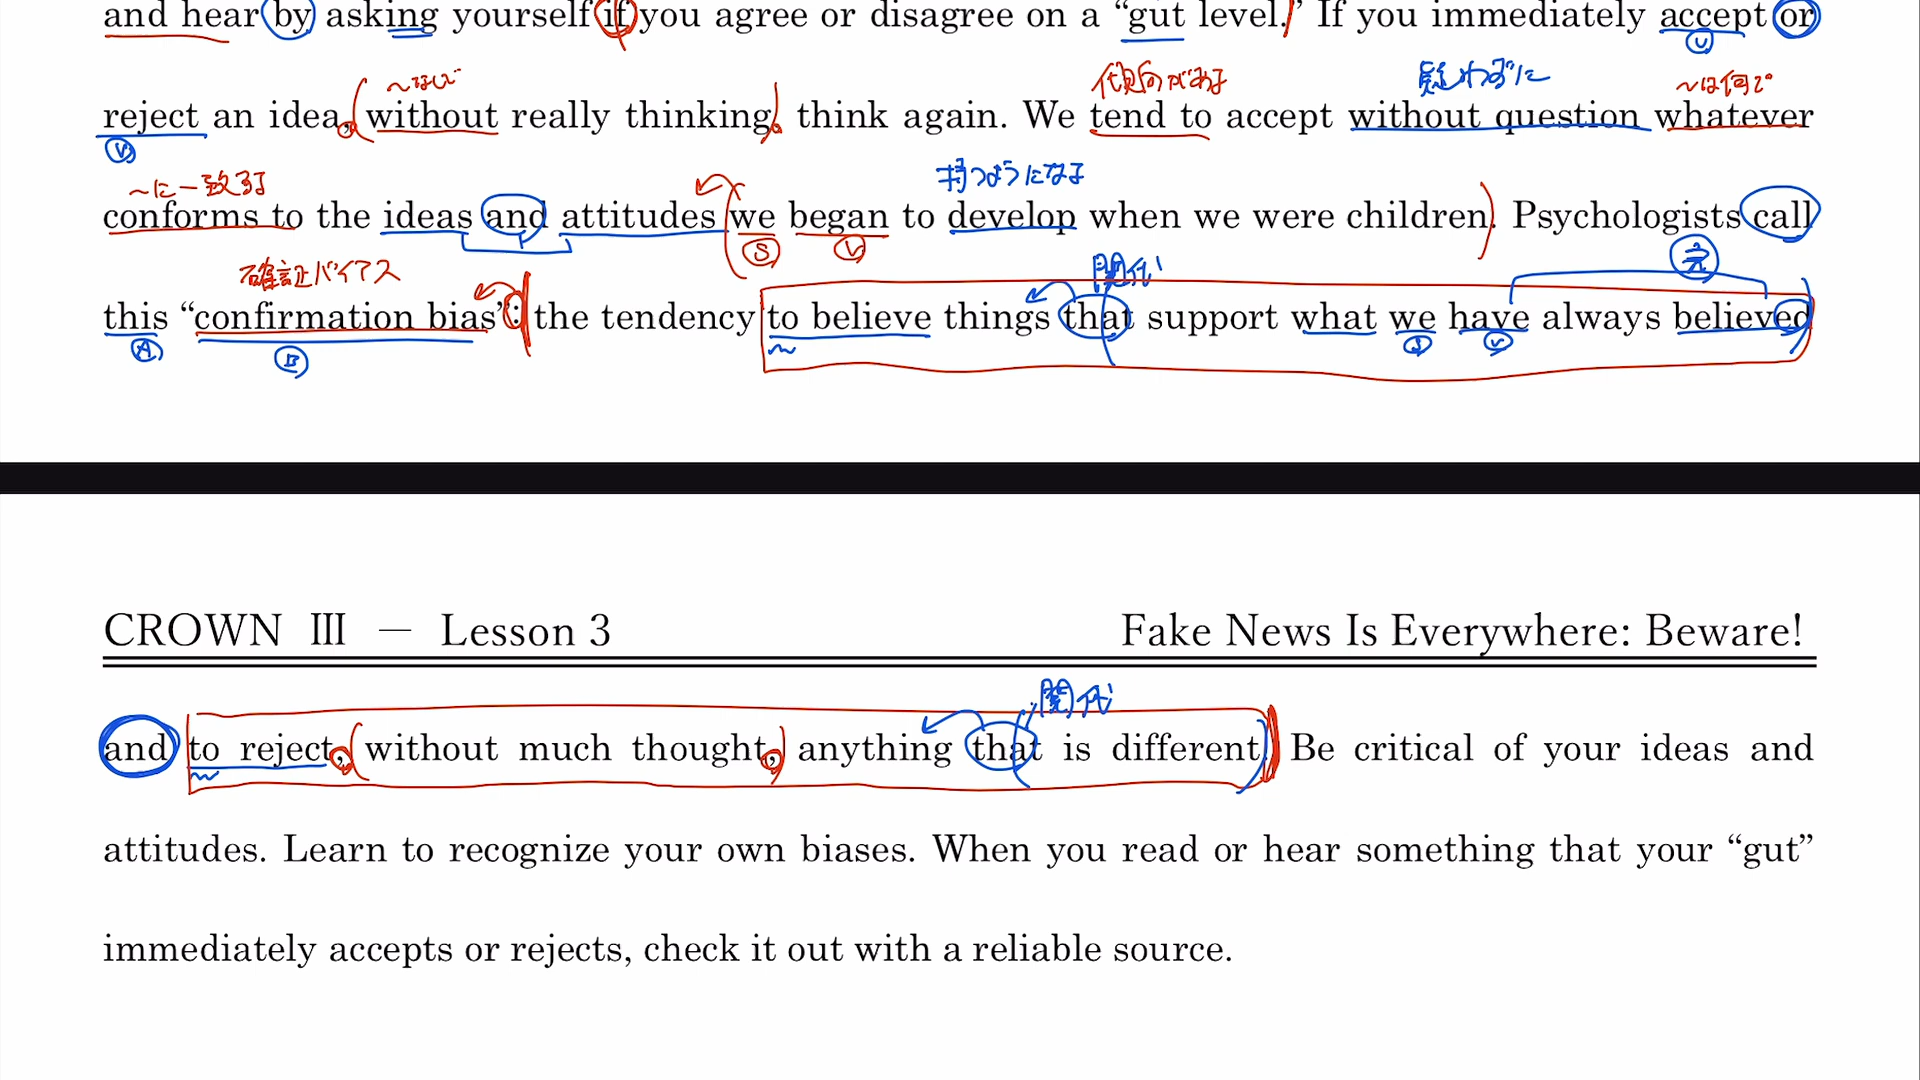 and hear by asking yourself if you agree or disagree on a “gut level.” If you immediately accept or
V
〜なしで 傾向がある 疑わずに 〜は何で
reject an idea, without really thinking, think again. We tend to accept without question whatever
V
〜に一致する 持つようになる
conforms to the ideas and attitudes we began to develop when we were children. Psychologists call
S V
確証バイアス 関代 完
this “confirmation bias”: the tendency to believe things that support what we have always believed
A B S V
CROWN Ⅲ — Lesson 3 Fake News Is Everywhere: Beware!
関代
and to reject, without much thought, anything that is different. Be critical of your ideas and
attitudes. Learn to recognize your own biases. When you read or hear something that your “gut”
immediately accepts or rejects, check it out with a reliable source.